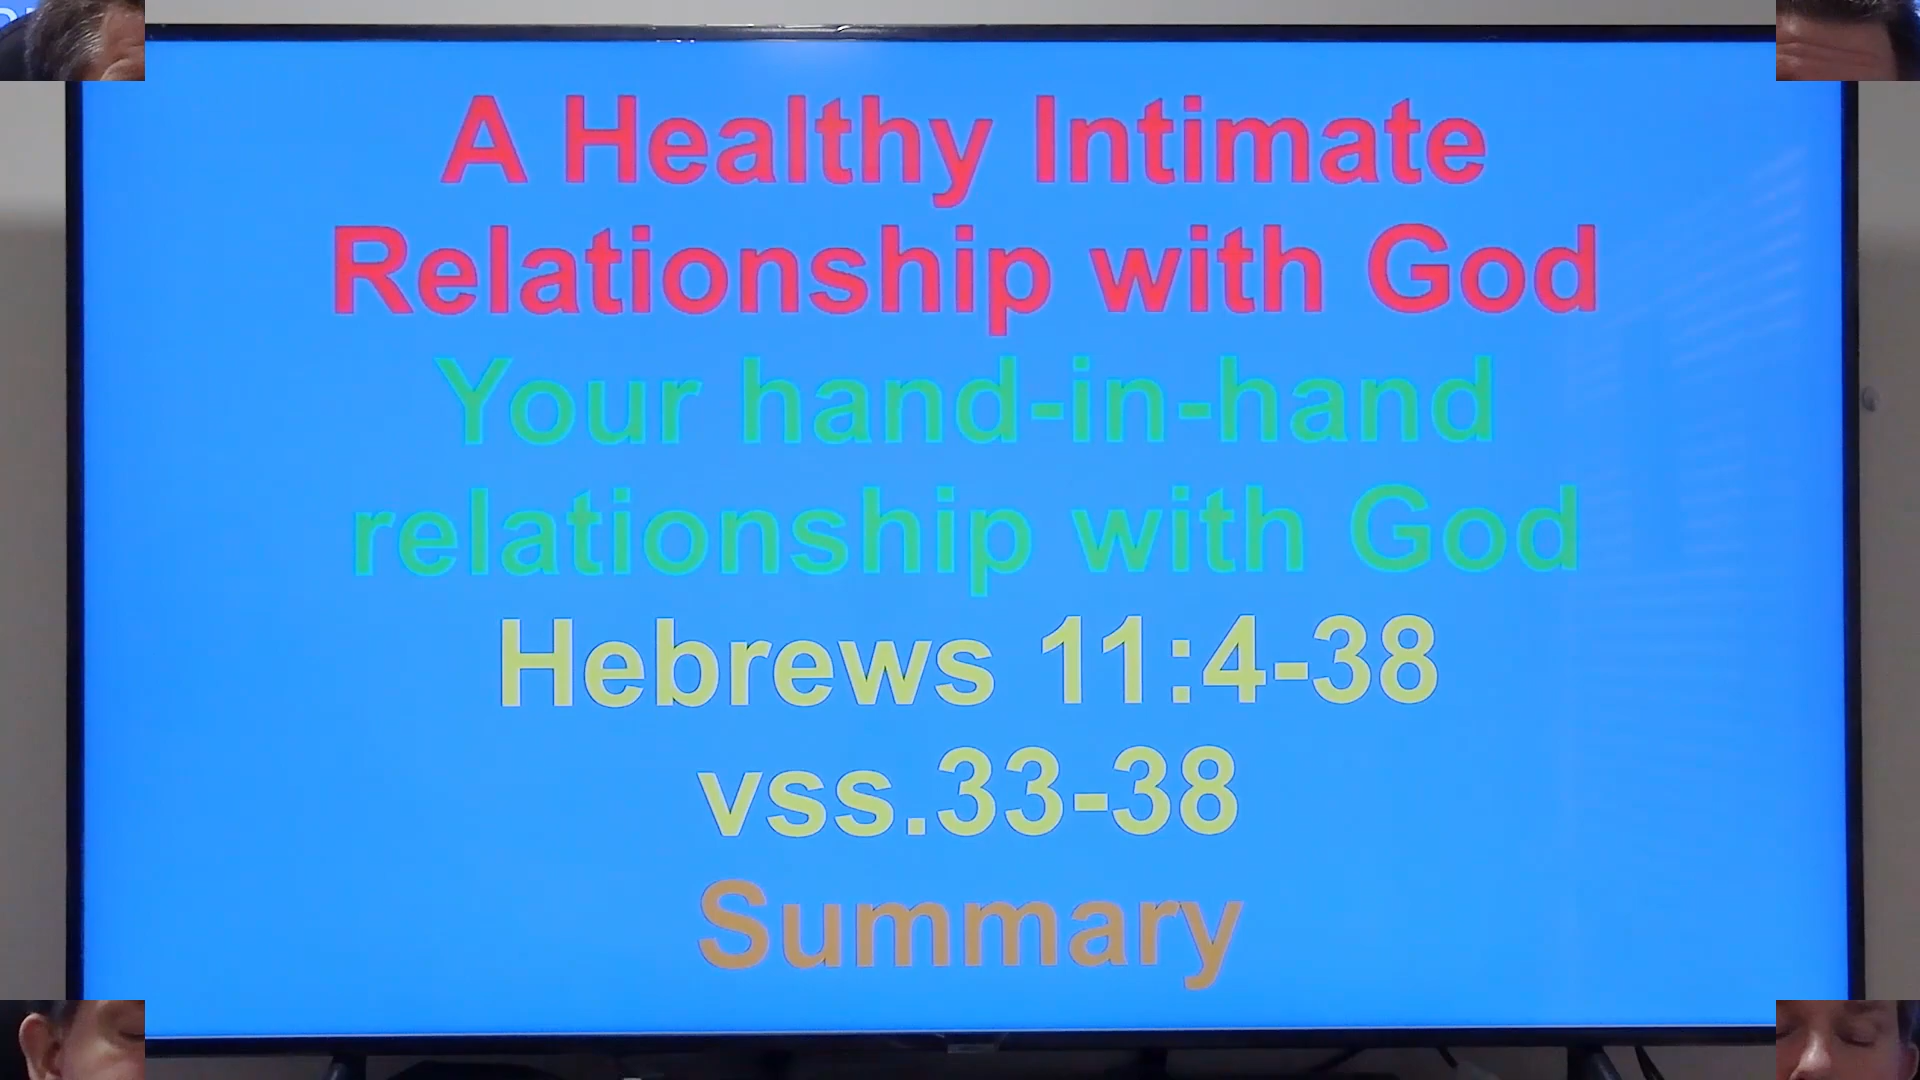 A Healthy Intimate
Relationship with God
Your hand-in-hand
relationship with God
Hebrews 11:4-38
vss.33-38
Summary